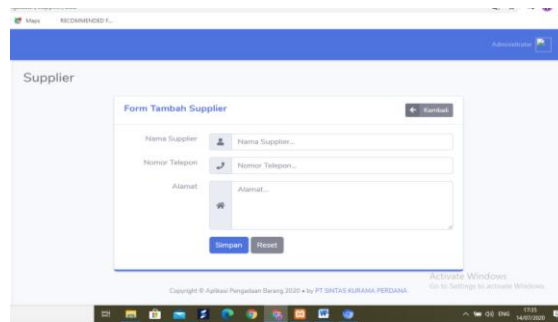 Maps RECOMMENDED F...
Administrator
Supplier
Form Tambah Supplier
Kembali
Nama Supplier Nama Supplier...
Nomor Telepon Nomor Telepon...
Alamat Alamat...
Simpan Reset
Activate Windows
Go to Settings to activate Windows.
Copyright © Aplikasi Pengadaan Barang 2020 • by PT SINTAS KURAMA PERDANA
ENG 17:35
14/07/2020